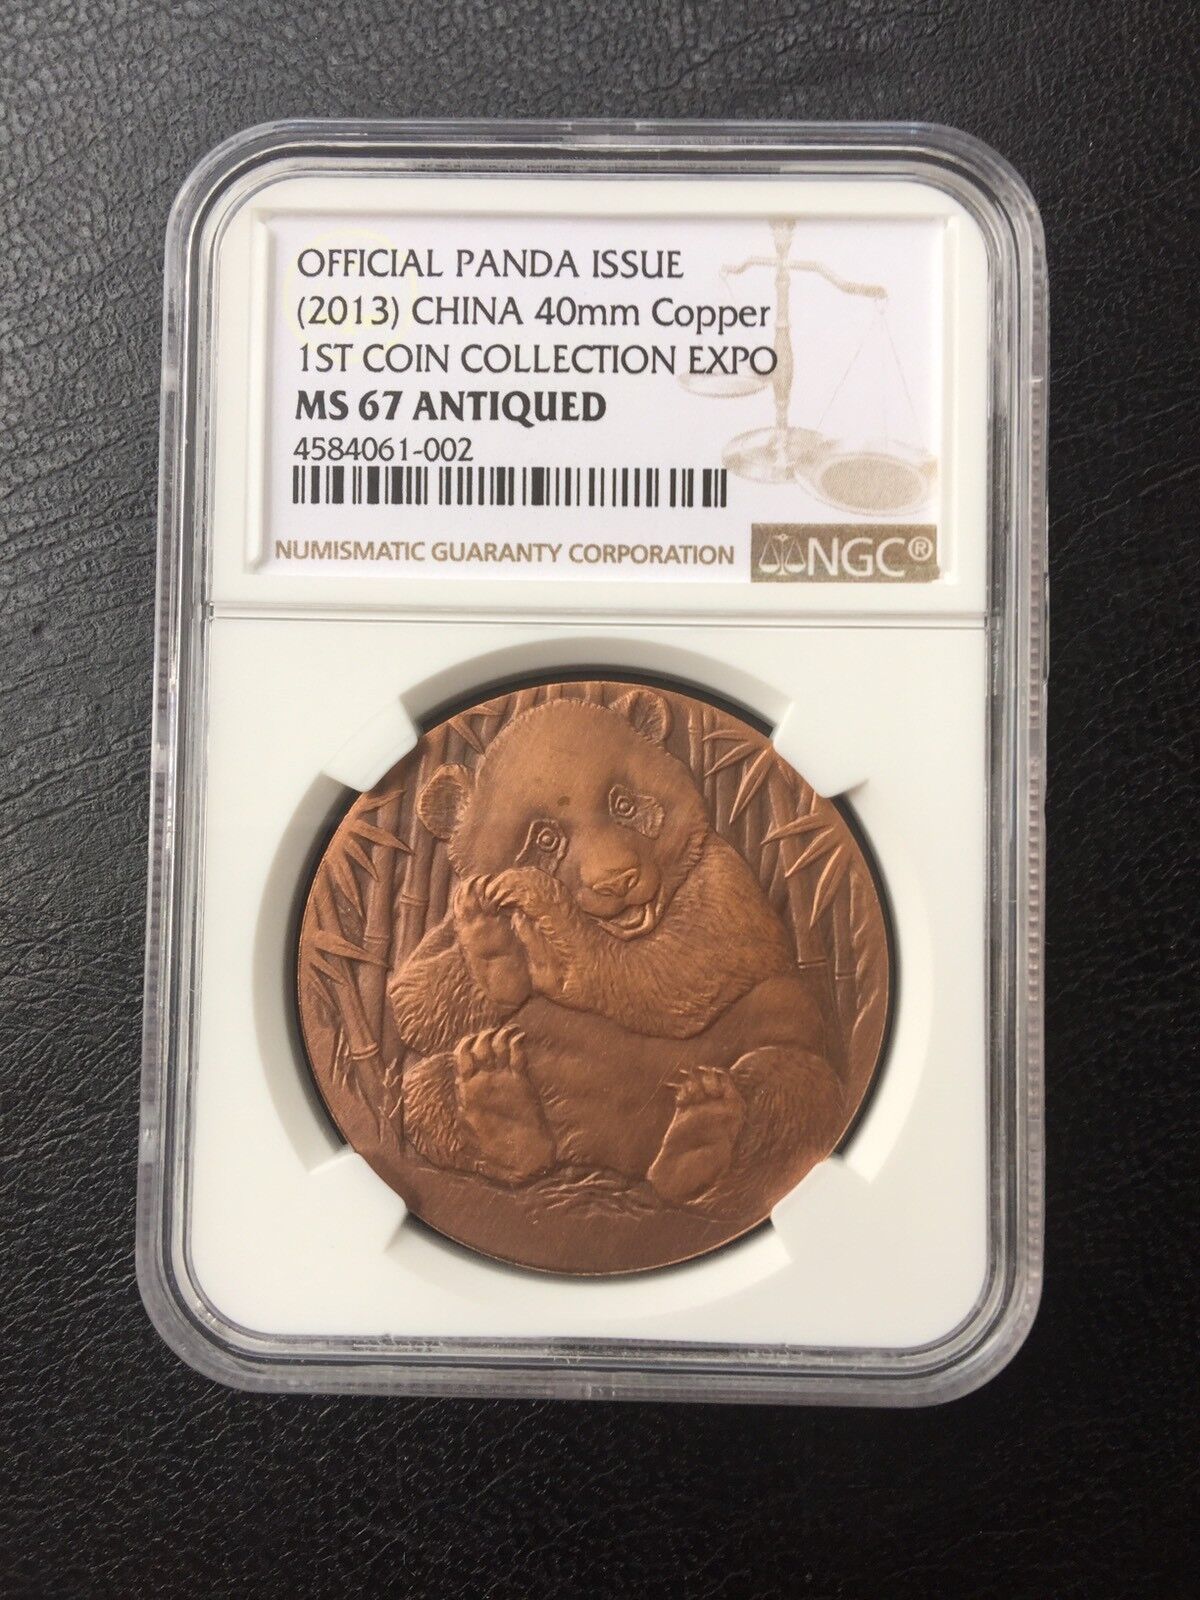 OFFICIAL PANDA ISSUE
(2013) CHINA 40mm Copper
1ST COIN COLLECTION EXPO
MS 67 ANTIQUED
4584061-002
NUMISMATIC GUARANTY CORPORATION
NGC®